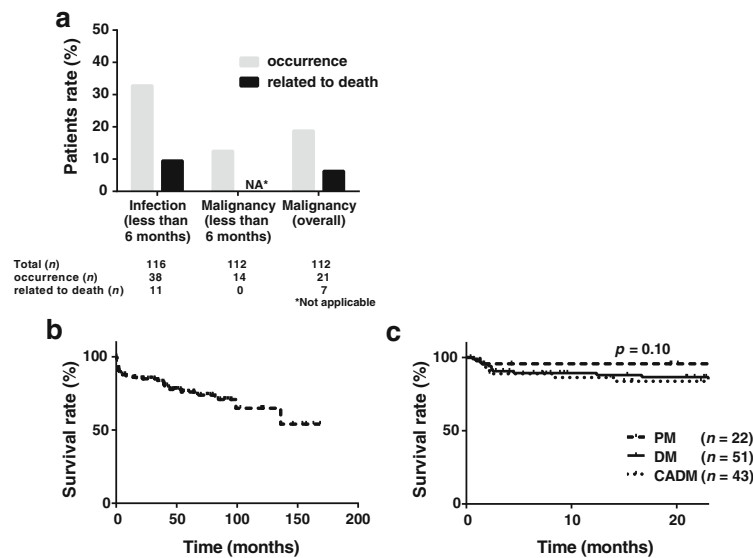 a
50
40
30
20
10
0
Patients rate (%)
occurrence
related to death
NA*
Infection (less than 6 months)
Malignancy (less than 6 months)
Malignancy (overall)
Total (n) 116 112 112
occurrence (n) 38 14 21
related to death (n) 11 0 7
*Not applicable
b
100
50
0
Survival rate (%)
0 50 100 150 200
Time (months)
c
100
50
0
Survival rate (%)
p = 0.10
PM (n = 22)
DM (n = 51)
CADM (n = 43)
0 10 20
Time (months)